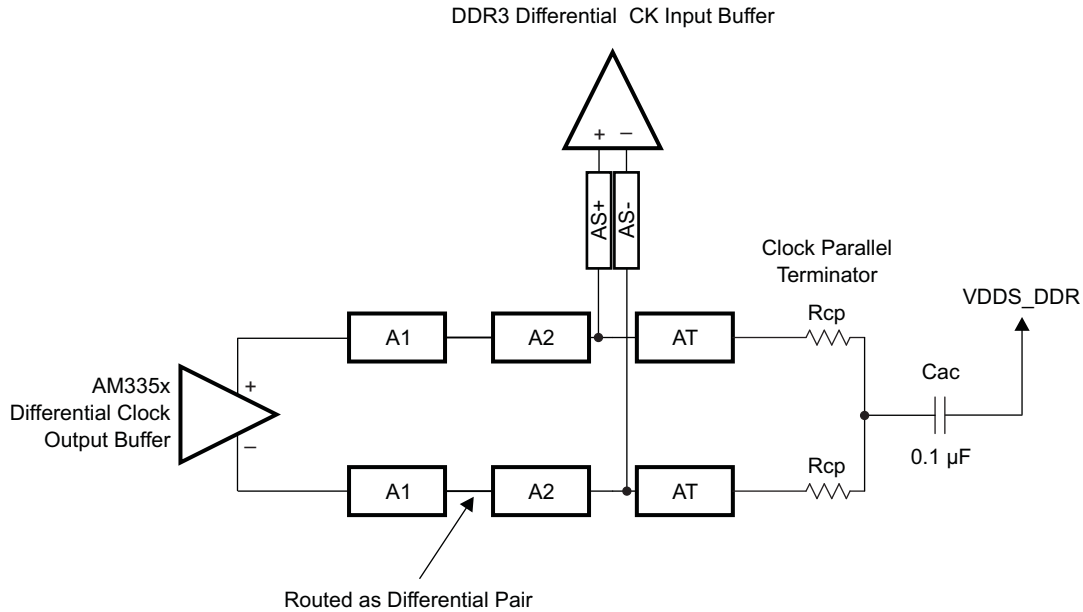 DDR3 Differential CK Input Buffer
+ −
AS+
AS-
Clock Parallel
Terminator
VDDS_DDR
Rcp
A1
A2
AT
Cac
AM335x
Differential Clock
Output Buffer
+
−
0.1 µF
Rcp
A1
A2
AT
Routed as Differential Pair